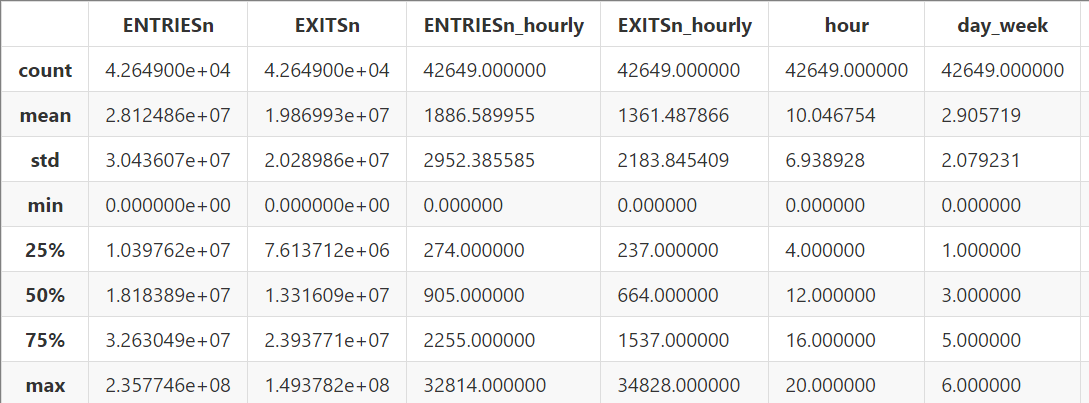 ENTRIESn EXITSn ENTRIESn_hourly EXITSn_hourly hour day_week
count 4.264900e+04 4.264900e+04 42649.000000 42649.000000 42649.000000 42649.000000
mean 2.812486e+07 1.986993e+07 1886.589955 1361.487866 10.046754 2.905719
std 3.043607e+07 2.028986e+07 2952.385585 2183.845409 6.938928 2.079231
min 0.000000e+00 0.000000e+00 0.000000 0.000000 0.000000 0.000000
25% 1.039762e+07 7.613712e+06 274.000000 237.000000 4.000000 1.000000
50% 1.818389e+07 1.331609e+07 905.000000 664.000000 12.000000 3.000000
75% 3.263049e+07 2.393771e+07 2255.000000 1537.000000 16.000000 5.000000
max 2.357746e+08 1.493782e+08 32814.000000 34828.000000 20.000000 6.000000